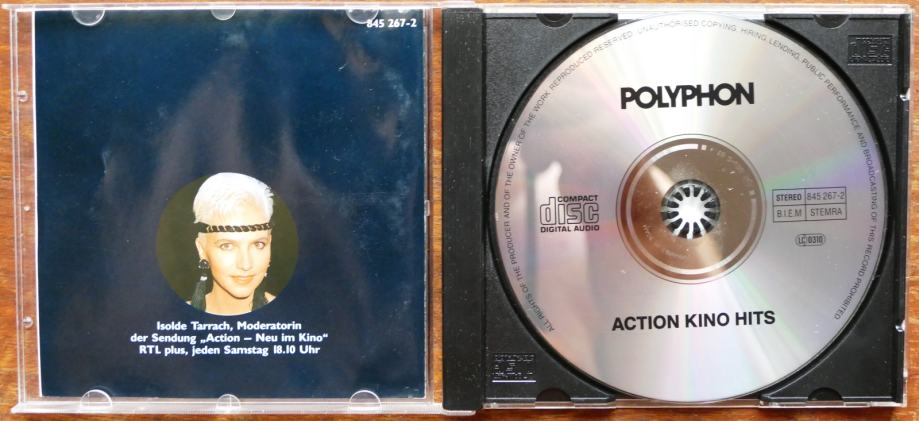 845 267-2
Isolde Tarrach, Moderatorin
der Sendung „Action – Neu im Kino“
RTL plus, jeden Samstag 18.10 Uhr
ALL RIGHTS OF THE PRODUCER AND OF THE OWNER OF THE WORK REPRODUCED RESERVED. UNAUTHORISED COPYING, HIRING, LENDING, PUBLIC PERFORMANCE AND BROADCASTING OF THIS RECORD PROHIBITED
POLYPHON
COMPACT
disc
DIGITAL AUDIO
STEREO 845 267-2
B.I.E.M STEMRA
LC 0310
ACTION KINO HITS